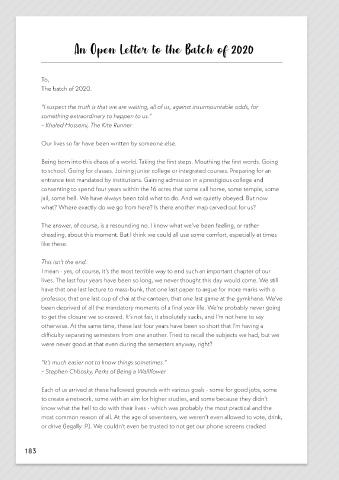 An Open Letter to the Batch of 2020
To,
The batch of 2020.
"I suspect the truth is that we are waiting, all of us, against insurmountable odds, for
something extraordinary to happen to us."
- Khaled Hosseini, The Kite Runner
Our lives so far have been written by someone else.
Being born into this chaos of a world. Taking the first steps. Mouthing the first words. Going
to school. Going for classes. Joining junior college or integrated courses. Preparing for an
entrance test mandated by institutions. Gaining admission in a prestigious college and
consenting to spend four years within the 16 acres that some call home, some temple, some
jail, some hell. We have always been told what to do. And we quietly obeyed. But now
what? Where exactly do we go from here? Is there another map carved out for us?
The answer, of course, is a resounding no. I know what we've been feeling, or rather
dreading, about this moment. But I think we could all use some comfort, especially at times
like these.
This isn't the end.
I mean - yes, of course, it's the most terrible way to end such an important chapter of our
lives. The last four years have been so long, we never thought this day would come. We still
have that one last lecture to mass-bunk, that one last paper to argue for more marks with a
professor, that one last cup of chai at the canteen, that one last game at the gymkhana. We've
been deprived of all the mandatory moments of a final year life. We're probably never going
to get the closure we so craved. It's not fair, it absolutely sucks, and I'm not here to say
otherwise. At the same time, these last four years have been so short that I'm having a
difficulty separating semesters from one another. Tried to recall the subjects we had, but we
were never good at that even during the semesters anyway, right?
"It's much easier not to know things sometimes."
- Stephen Chbosky, Perks of Being a Wallflower
Each of us arrived at these hallowed grounds with various goals - some for good jobs, some
to create a network, some with an aim for higher studies, and some because they didn't
know what the hell to do with their lives - which was probably the most practical and the
most common reason of all. At the age of seventeen, we weren't even allowed to vote, drink,
or drive (legally :P). We couldn't even be trusted to not get our phone screens cracked
183